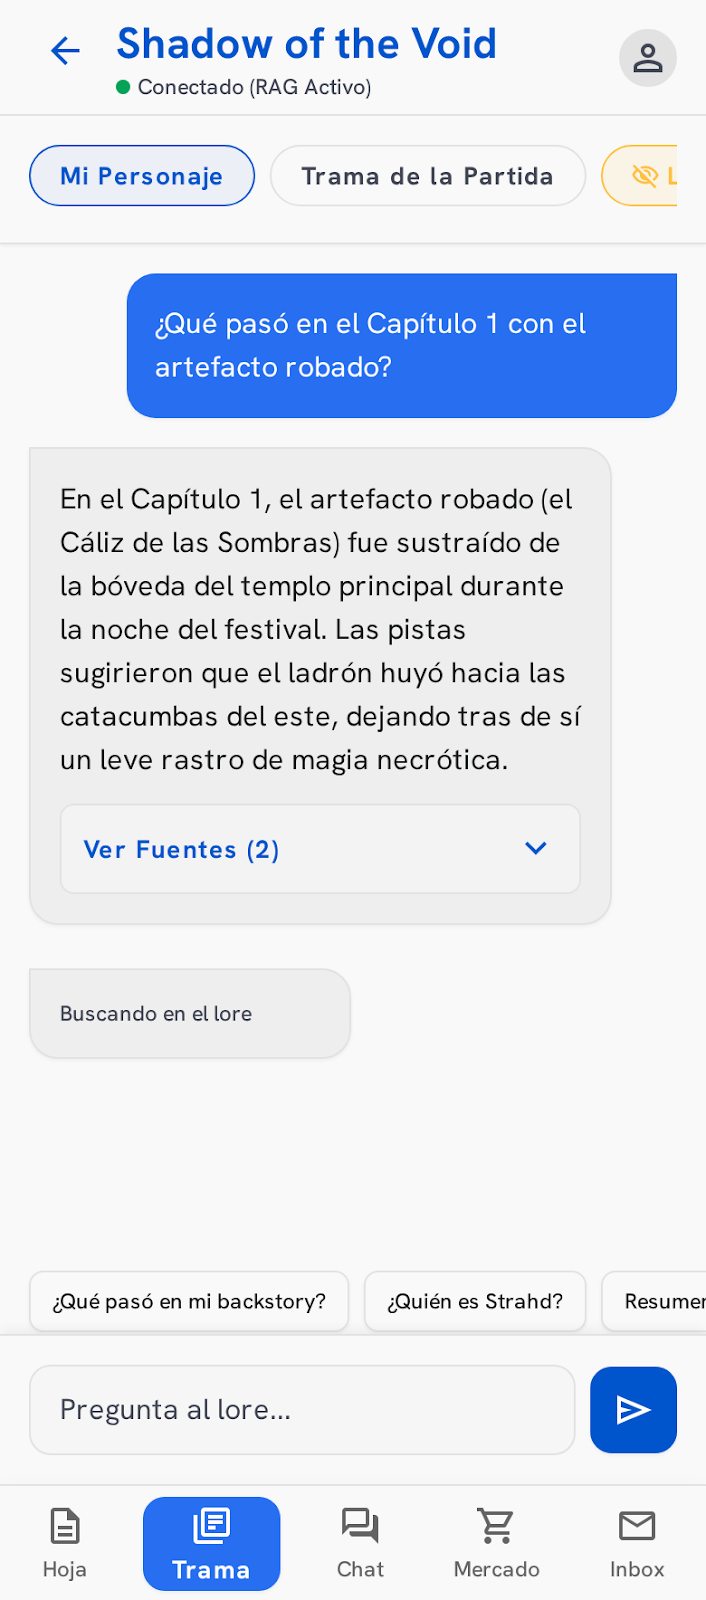 Shadow of the Void
Conectado (RAG Activo)
Mi Personaje
Trama de la Partida
¿Qué pasó en el Capítulo 1 con el
artefacto robado?
En el Capítulo 1, el artefacto robado (el
Cáliz de las Sombras) fue sustraído de
la bóveda del templo principal durante
la noche del festival. Las pistas
sugirieron que el ladrón huyó hacia las
catacumbas del este, dejando tras de sí
un leve rastro de magia necrótica.
Ver Fuentes (2)
Buscando en el lore
¿Qué pasó en mi backstory?
¿Quién es Strahd?
Resumen
Pregunta al lore...
Hoja
Trama
Chat
Mercado
Inbox